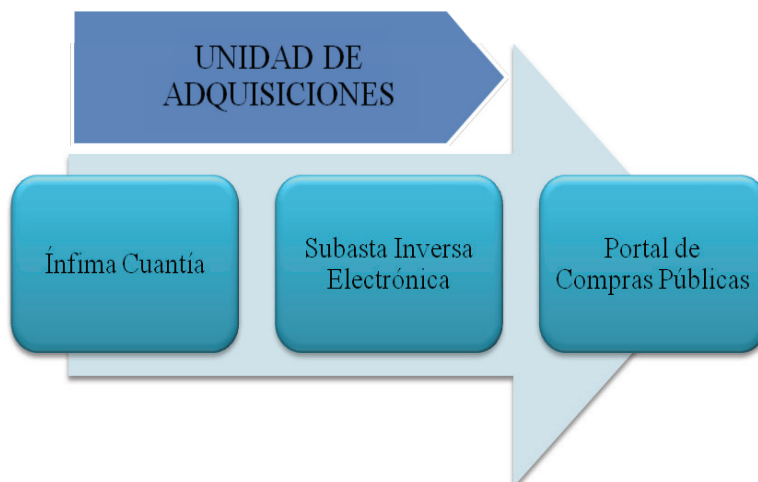 UNIDAD DE
ADQUISICIONES
Ínfima Cuantía
Subasta Inversa
Electrónica
Portal de
Compras Públicas